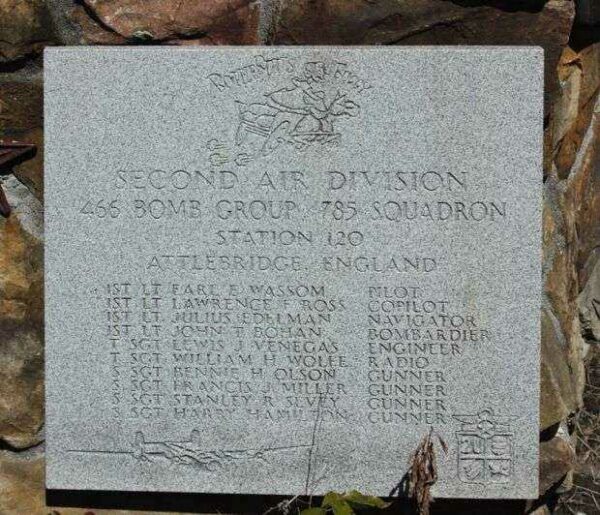 SECOND AIR DIVISION
466 BOMB GROUP 785 SQUADRON
STATION 120
ATTLEBRIDGE, ENGLAND
1ST LT EARL E WASSOM PILOT
1ST LT LAWRENCE F ROSS COPILOT
1ST LT JULIUS EDELMAN NAVIGATOR
1ST LT JOHN T BOHAN BOMBARDIER
T SGT LEWIS J VENEGAS ENGINEER
T SGT WILLIAM H WOLFE RADIO
S SGT BENNIE H OLSON GUNNER
S SGT FRANCIS J MILLER GUNNER
S SGT STANLEY R SEVEY GUNNER
S SGT HARRY HAMILTON GUNNER